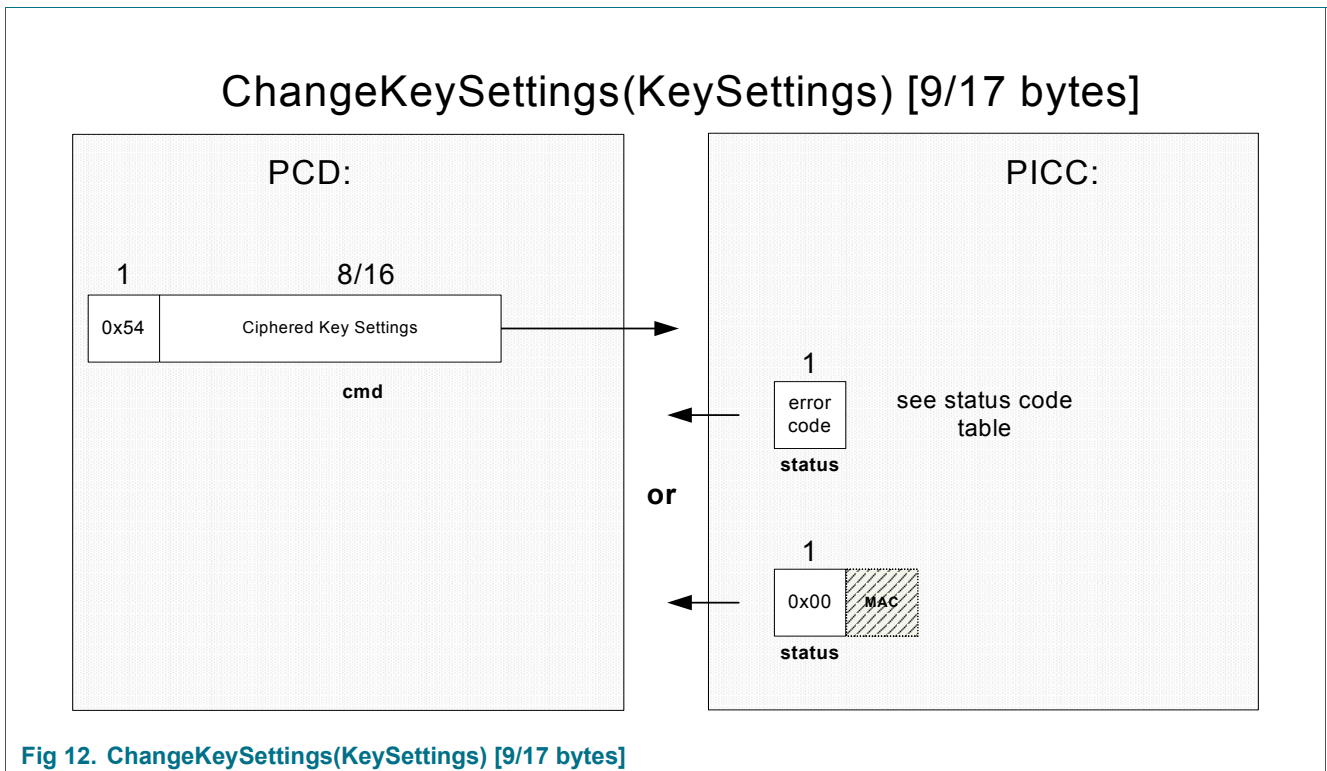 ChangeKeySettings(KeySettings) [9/17 bytes]
PCD:
1
8/16
0x54
Ciphered Key Settings
cmd
or
PICC:
1
error
code
status
see status code
table
1
0x00
MAC
status
Fig 12. ChangeKeySettings(KeySettings) [9/17 bytes]